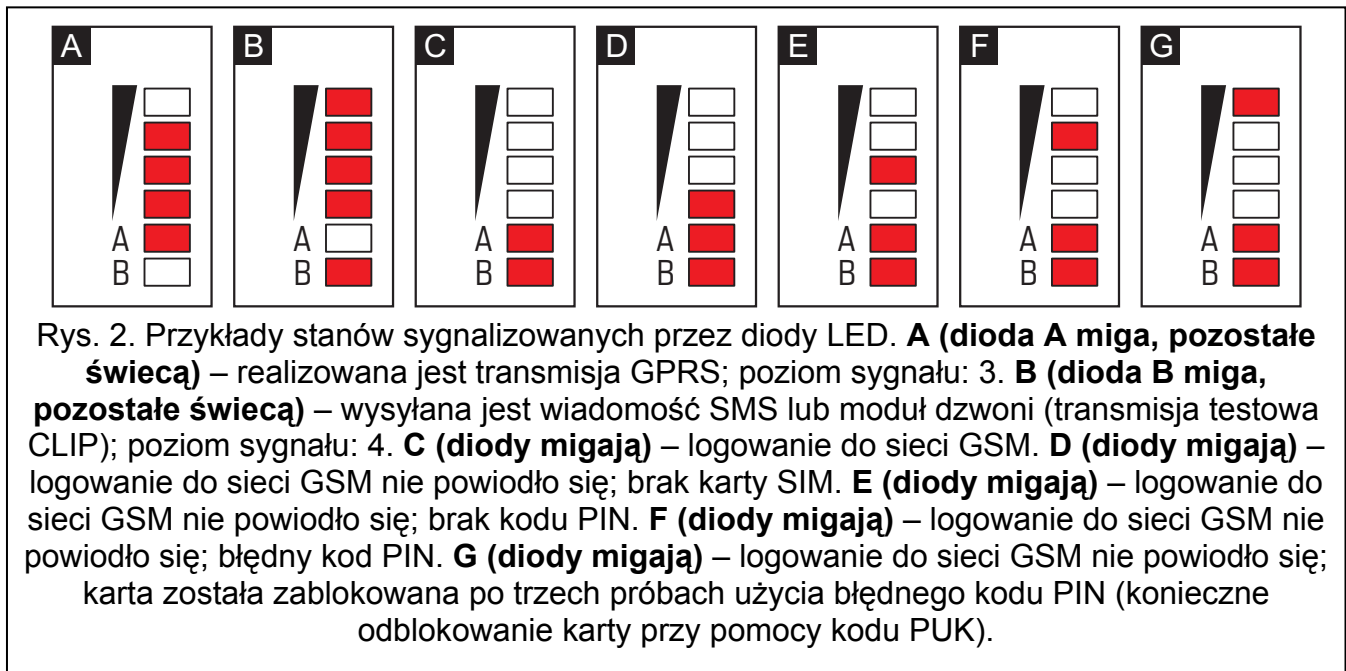 A B C D E F G
A A A A A A A
B B B B B B B
Rys. 2. Przykłady stanów sygnalizowanych przez diody LED. A (dioda A miga, pozostałe
świecą) – realizowana jest transmisja GPRS; poziom sygnału: 3. B (dioda B miga,
pozostałe świecą) – wysyłana jest wiadomość SMS lub moduł dzwoni (transmisja testowa
CLIP); poziom sygnału: 4. C (diody migają) – logowanie do sieci GSM. D (diody migają) –
logowanie do sieci GSM nie powiodło się; brak karty SIM. E (diody migają) – logowanie do
sieci GSM nie powiodło się; brak kodu PIN. F (diody migają) – logowanie do sieci GSM nie
powiodło się; błędny kod PIN. G (diody migają) – logowanie do sieci GSM nie powiodło się;
karta została zablokowana po trzech próbach użycia błędnego kodu PIN (konieczne
odblokowanie karty przy pomocy kodu PUK).